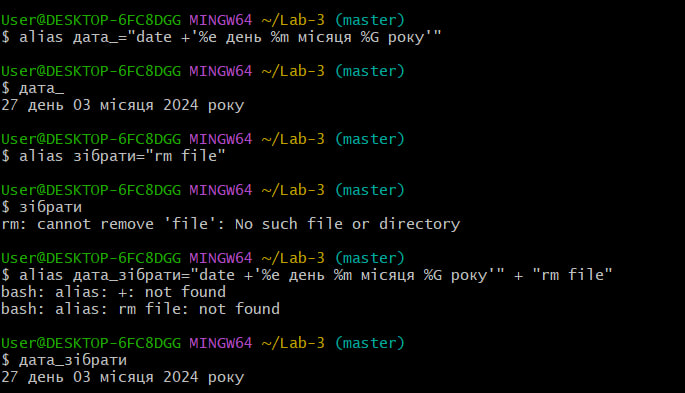 User@DESKTOP-6FC8DGG MINGW64 ~/Lab-3 (master)
$ alias дата_="date +'%e день %m місяця %G року'"
User@DESKTOP-6FC8DGG MINGW64 ~/Lab-3 (master)
$ дата_
27 день 03 місяця 2024 року
User@DESKTOP-6FC8DGG MINGW64 ~/Lab-3 (master)
$ alias зібрати="rm file"
User@DESKTOP-6FC8DGG MINGW64 ~/Lab-3 (master)
$ зібрати
rm: cannot remove 'file': No such file or directory
User@DESKTOP-6FC8DGG MINGW64 ~/Lab-3 (master)
$ alias дата_зібрати="date +'%e день %m місяця %G року'" + "rm file"
bash: alias: +: not found
bash: alias: rm file: not found
User@DESKTOP-6FC8DGG MINGW64 ~/Lab-3 (master)
$ дата_зібрати
27 день 03 місяця 2024 року